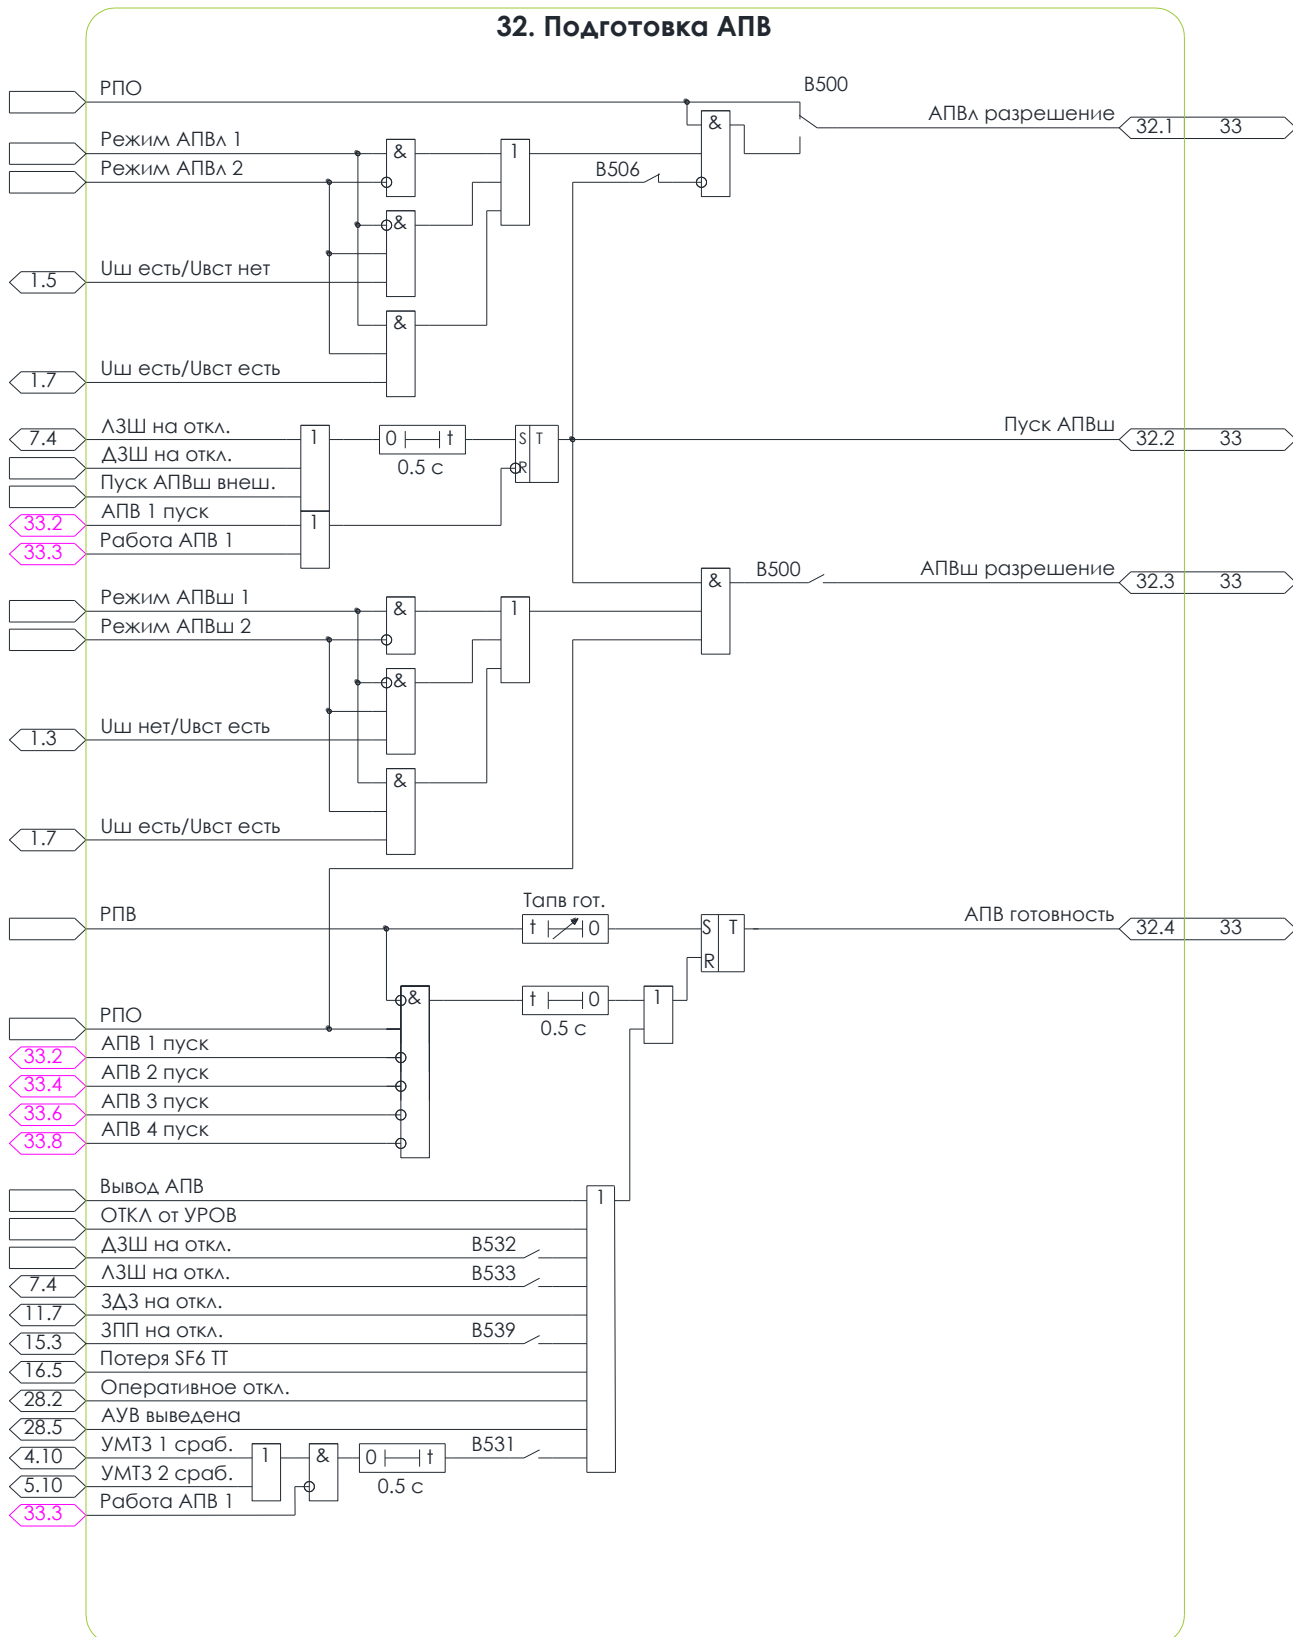 32. Подготовка АПВ
РПО
В500
АПВл разрешение
32.1 33
&
Режим АПВл 1
& 1
Режим АПВл 2
В506
&
1.5 Uш есть/Uвст нет
&
1.7 Uш есть/Uвст есть
7.4 ЛЗШ на откл.
1 0 t S T
Пуск АПВш
32.2 33
ДЗШ на откл.
0.5 с R
Пуск АПВш внеш.
33.2 АПВ 1 пуск
1
33.3 Работа АПВ 1
& В500
АПВш разрешение
32.3 33
Режим АПВш 1
& 1
Режим АПВш 2
&
1.3 Uш нет/Uвст есть
&
1.7 Uш есть/Uвст есть
Тапв гот.
РПВ
t 0 S T
АПВ готовность
32.4 33
R
& t 0 1
РПО
0.5 с
33.2 АПВ 1 пуск
33.4 АПВ 2 пуск
33.6 АПВ 3 пуск
33.8 АПВ 4 пуск
Вывод АПВ
1
ОТКЛ от УРОВ
ДЗШ на откл. В532
7.4 ЛЗШ на откл. В533
11.7 ЗДЗ на откл.
15.3 ЗПП на откл. В539
16.5 Потеря SF6 ТТ
28.2 Оперативное откл.
28.5 АУВ выведена
4.10 УМТЗ 1 сраб. 1 & 0 t В531
5.10 УМТЗ 2 сраб.
0.5 с
33.3 Работа АПВ 1